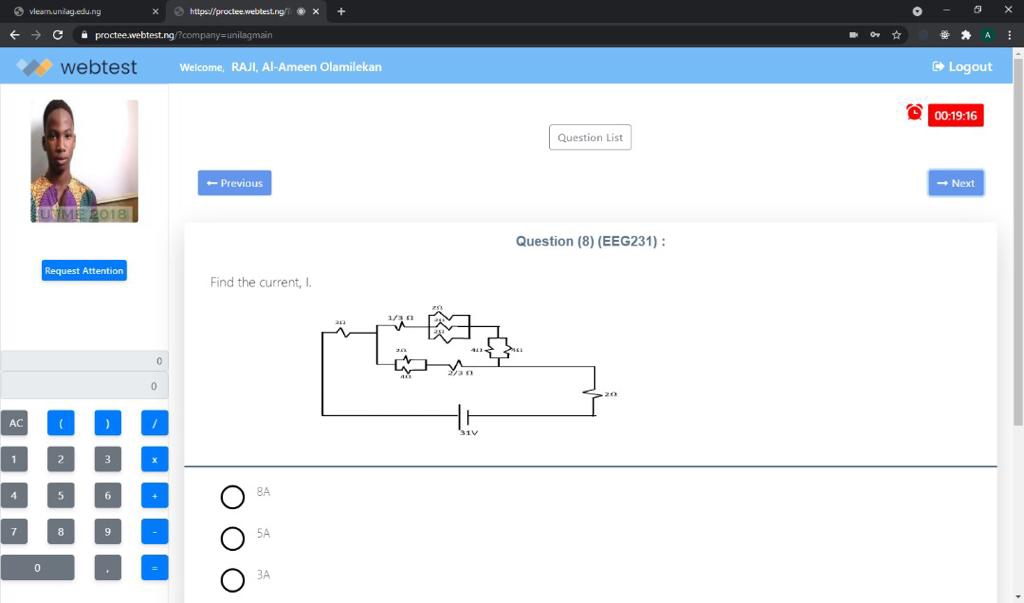 vlearn.unilag.edu.ng
https://proctee.webtest.ng/
proctee.webtest.ng/?company=unilagmain
A
webtest
Welcome, RAJI, Al-Ameen Olamilekan
Logout
00:19:16
Question List
← Previous
→ Next
UTME 2018
Request Attention
Question (8) (EEG231) :
Find the current, I.
3Ω
1/3 Ω
2Ω
2Ω
2Ω
4Ω
4Ω
2Ω
4Ω
2/3 Ω
2Ω
31V
0
0
AC ( ) /
1 2 3 x
4 5 6 +
7 8 9 -
0 , =
8A
5A
3A